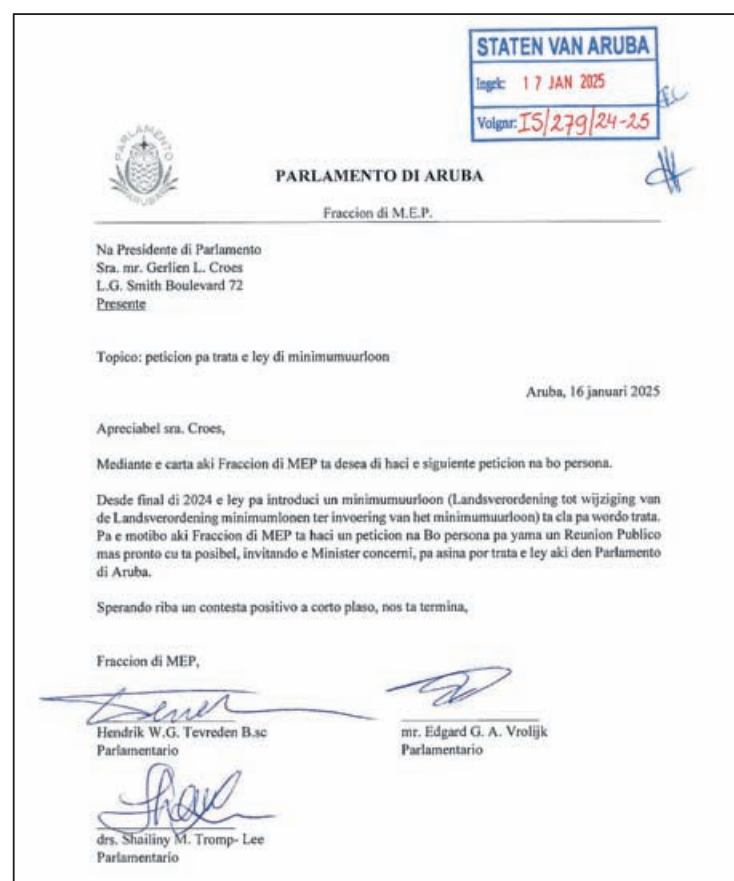 STATEN VAN ARUBA
Ingek: 17 JAN 2025
Volgnr: IS/279/24-25
PARLAMENTO
ARUBA
PARLAMENTO DI ARUBA
Fraccion di M.E.P.
Na Presidente di Parlamento
Sra. mr. Gerlien L. Croes
L.G. Smith Boulevard 72
Presente
Topico: peticion pa trata e ley di minimumuurloon
Aruba, 16 januari 2025
Apreciabel sra. Croes,
Mediante e carta aki Fraccion di MEP ta desea di haci e siguiente peticion na bo persona.
Desde final di 2024 e ley pa introduci un minimumuurloon (Landsverordening tot wijziging van
de Landsverordening minimumlonen ter invoering van het minimumuurloon) ta cla pa wordo trata.
Pa e motibo aki Fraccion di MEP ta haci un peticion na Bo persona pa yama un Reunion Publico
mas pronto cu ta posibel, invitando e Minister concerni, pa asina por trata e ley aki den Parlamento
di Aruba.
Sperando riba un contesta positivo a corto plaso, nos ta termina,
Fraccion di MEP,
Hendrik W.G. Tevreden B.sc
Parlamentario
mr. Edgard G. A. Vrolijk
Parlamentario
drs. Shailiny M. Tromp- Lee
Parlamentario